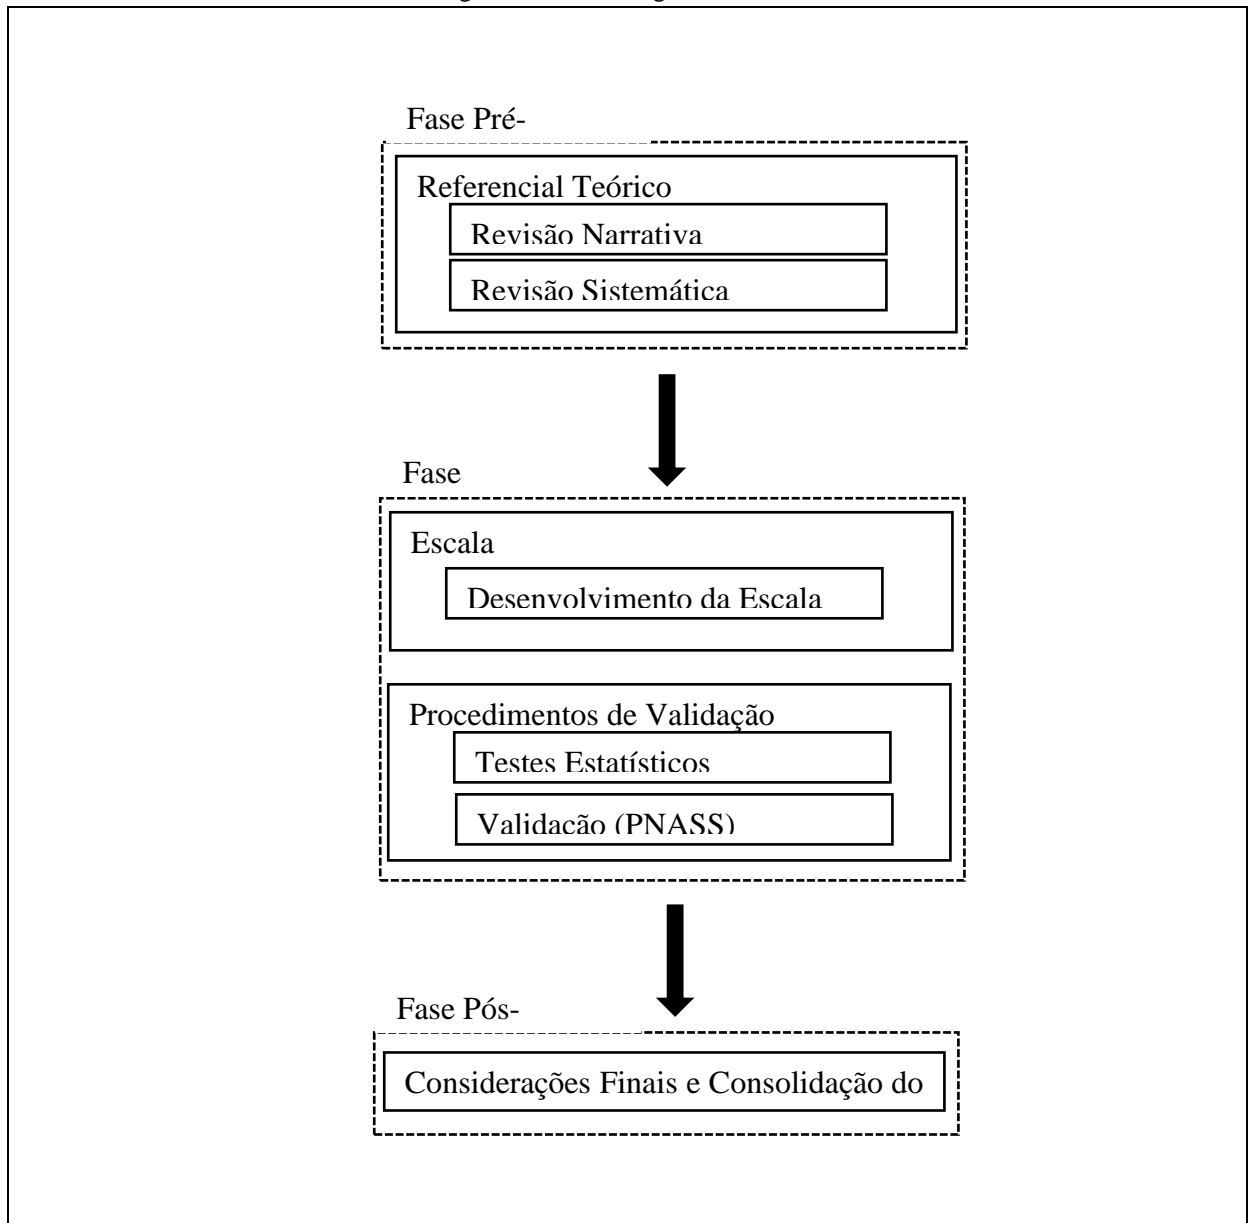 Fase Pré-
Referencial Teórico
Revisão Narrativa
Revisão Sistemática
Fase
Escala
Desenvolvimento da Escala
Procedimentos de Validação
Testes Estatísticos
Validação (PNASS)
Fase Pós-
Considerações Finais e Consolidação do